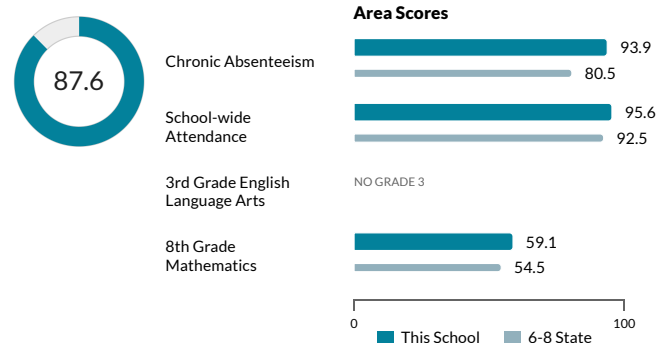 Area Scores
87.6
Chronic Absenteeism
93.9
80.5
School-wide
Attendance
95.6
92.5
3rd Grade English
Language Arts
NO GRADE 3
8th Grade
Mathematics
59.1
54.5
0
100
This School
6-8 State